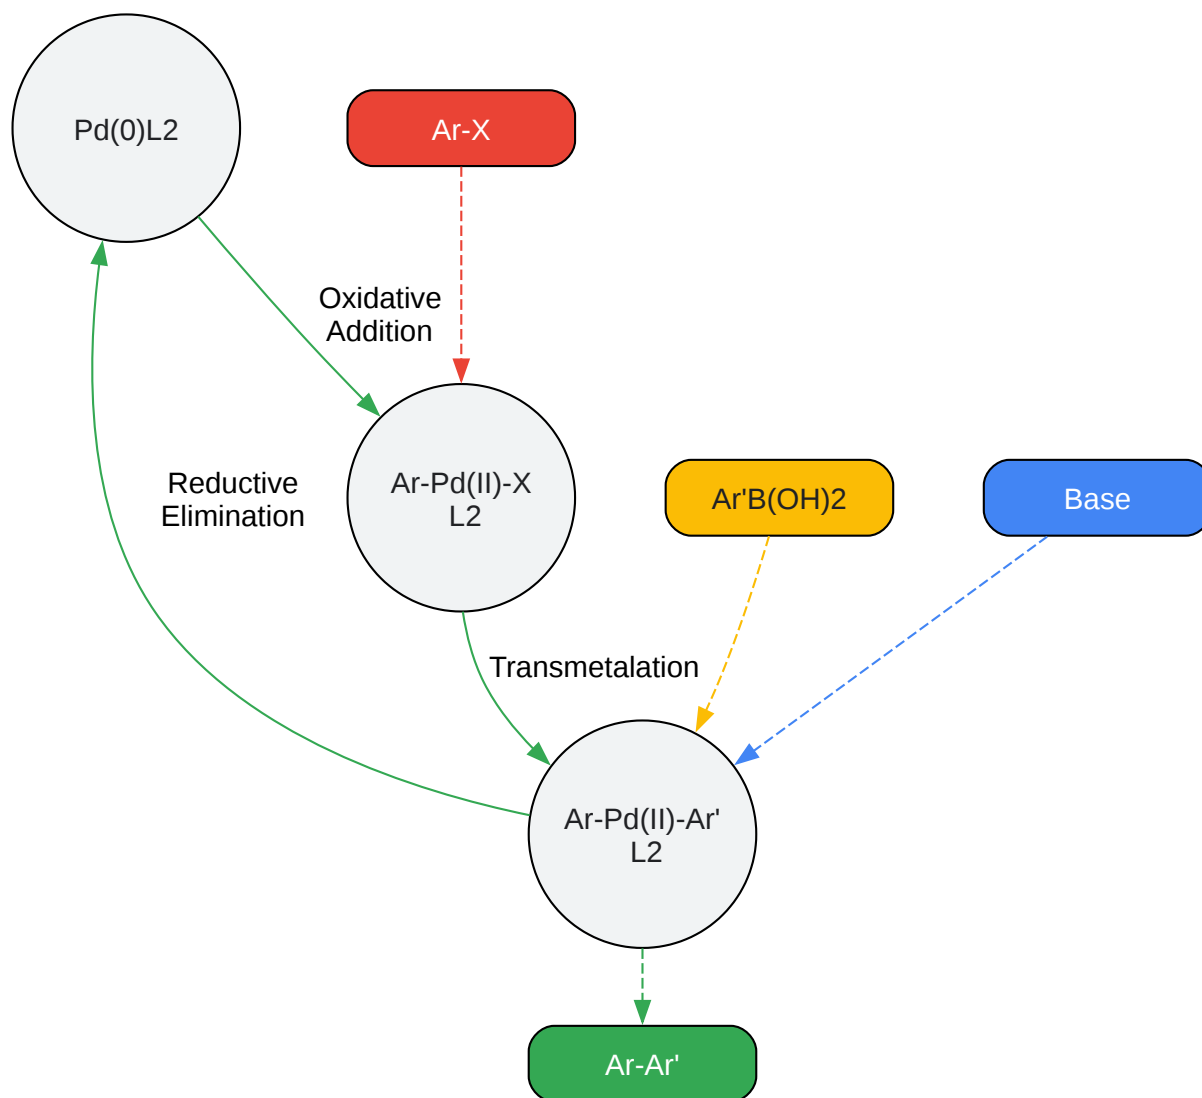 Pd(0)L2
Ar-X
Oxidative
Addition
Reductive
Elimination
Ar-Pd(II)-X
L2
Ar'B(OH)2
Base
Transmetalation
Ar-Pd(II)-Ar'
L2
Ar-Ar'